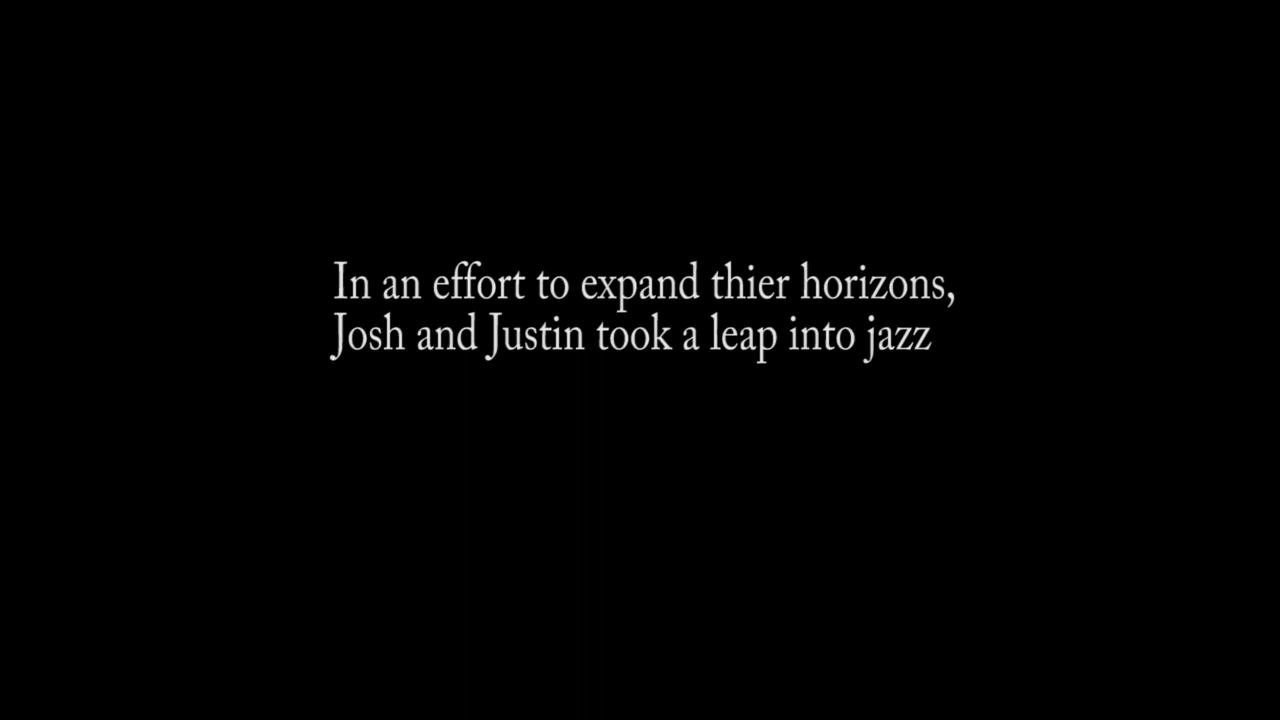 In an effort to expand thier horizons,
Josh and Justin took a leap into jazz